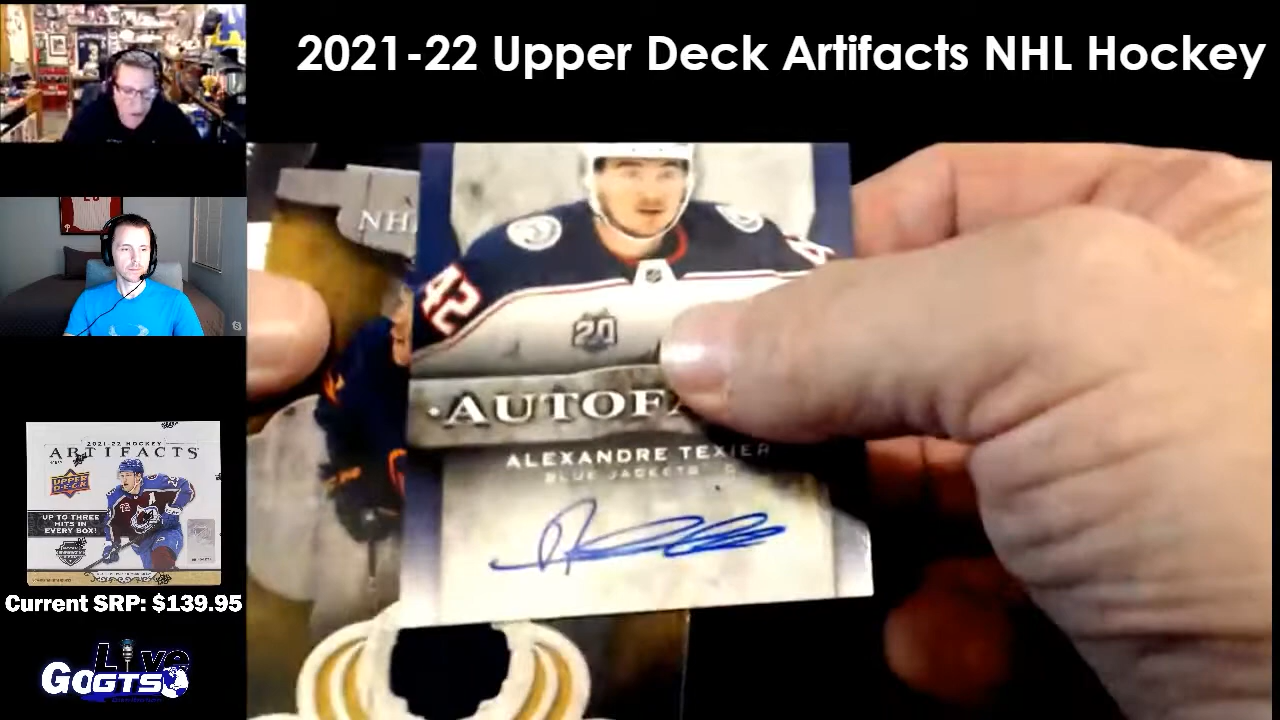 2021-22 Upper Deck Artifacts NHL Hockey
NH
42
20
·AUTOFA
ALEXANDRE TEXIER
BLUE JACKETS
2021-22 HOCKEY
ARTIFACTS
UPPER
DECK
UP TO THREE
HITS IN
EVERY BOX!
Current SRP: $139.95
Live
GoGTS